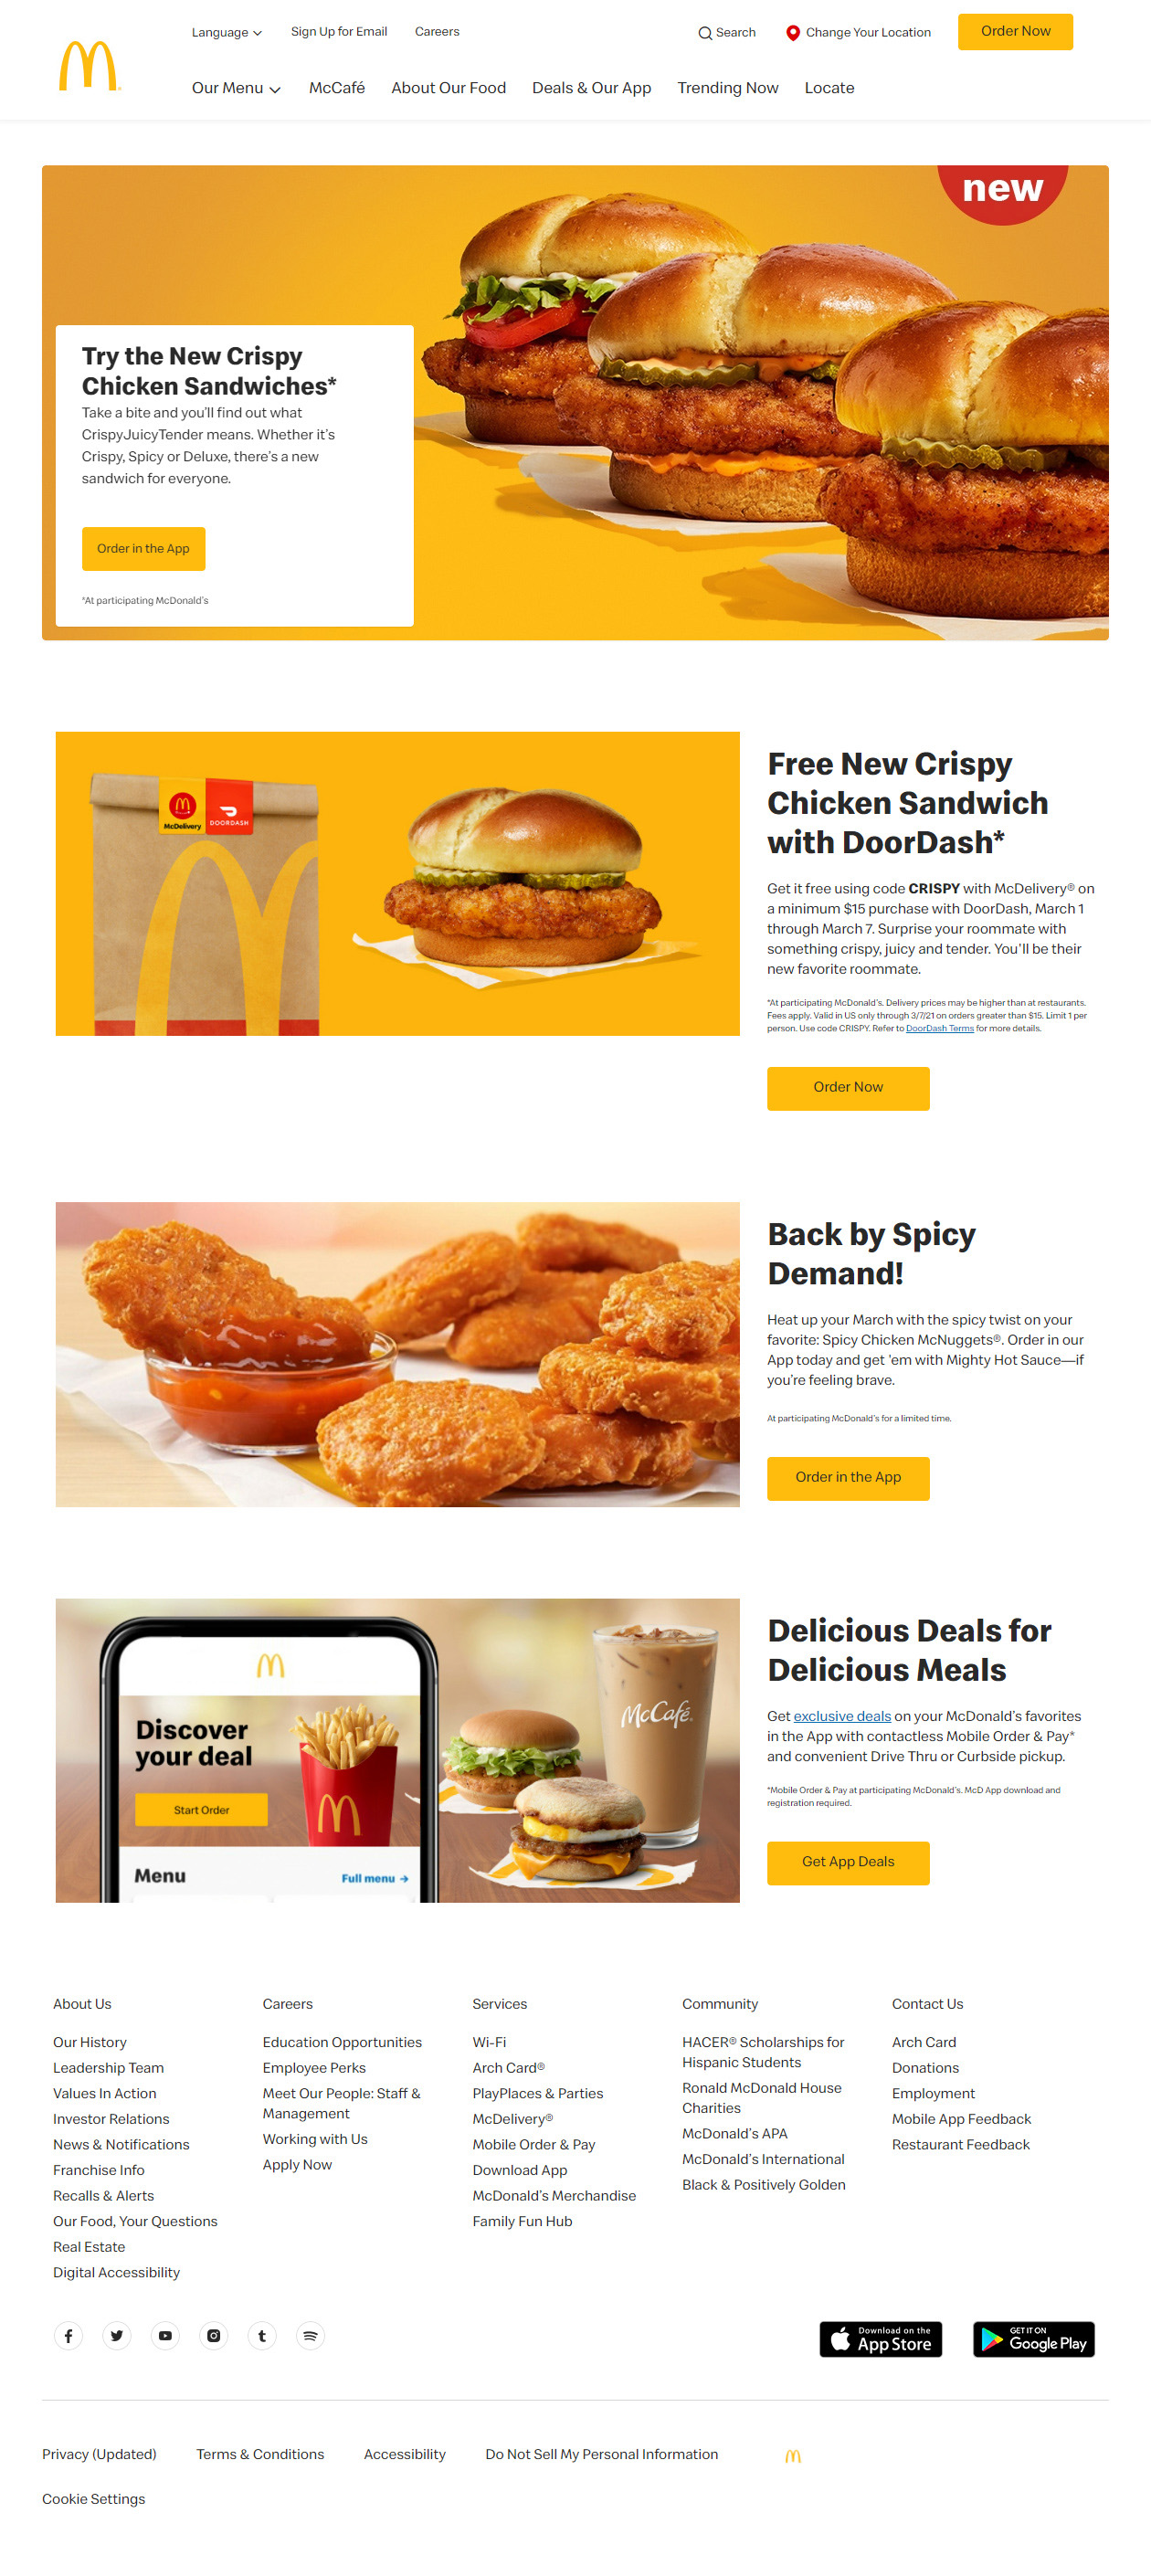 Language
Sign Up for Email
Careers
Search
Change Your Location
Order Now
Our Menu
McCafé
About Our Food
Deals & Our App
Trending Now
Locate
new
Try the New Crispy
Chicken Sandwiches*
Take a bite and you'll find out what
CrispyJuicyTender means. Whether it's
Crispy, Spicy or Deluxe, there's a new
sandwich for everyone.
Order in the App
*At participating McDonald's
McDelivery
DOORDASH
Free New Crispy
Chicken Sandwich
with DoorDash*
Get it free using code CRISPY with McDelivery® on
a minimum $15 purchase with DoorDash, March 1
through March 7. Surprise your roommate with
something crispy, juicy and tender. You'll be their
new favorite roommate.
*At participating McDonald's. Delivery prices may be higher than at restaurants.
Fees apply. Valid in US only through 3/7/21 on orders greater than $15. Limit 1 per
person. Use code CRISPY. Refer to DoorDash Terms for more details.
Order Now
Back by Spicy
Demand!
Heat up your March with the spicy twist on your
favorite: Spicy Chicken McNuggets®. Order in our
App today and get 'em with Mighty Hot Sauce—if
you're feeling brave.
At participating McDonald's for a limited time.
Order in the App
Discover
your deal
Start Order
Menu
Full menu →
McCafé®
Delicious Deals for
Delicious Meals
Get exclusive deals on your McDonald's favorites
in the App with contactless Mobile Order & Pay*
and convenient Drive Thru or Curbside pickup.
*Mobile Order & Pay at participating McDonald's. McD App download and
registration required.
Get App Deals
About Us
Our History
Leadership Team
Values In Action
Investor Relations
News & Notifications
Franchise Info
Recalls & Alerts
Our Food, Your Questions
Real Estate
Digital Accessibility
Careers
Education Opportunities
Employee Perks
Meet Our People: Staff &
Management
Working with Us
Apply Now
Services
Wi-Fi
Arch Card®
PlayPlaces & Parties
McDelivery®
Mobile Order & Pay
Download App
McDonald's Merchandise
Family Fun Hub
Community
HACER® Scholarships for
Hispanic Students
Ronald McDonald House
Charities
McDonald's APA
McDonald's International
Black & Positively Golden
Contact Us
Arch Card
Donations
Employment
Mobile App Feedback
Restaurant Feedback
Download on the
App Store
GET IT ON
Google Play
Privacy (Updated)
Terms & Conditions
Accessibility
Do Not Sell My Personal Information
Cookie Settings